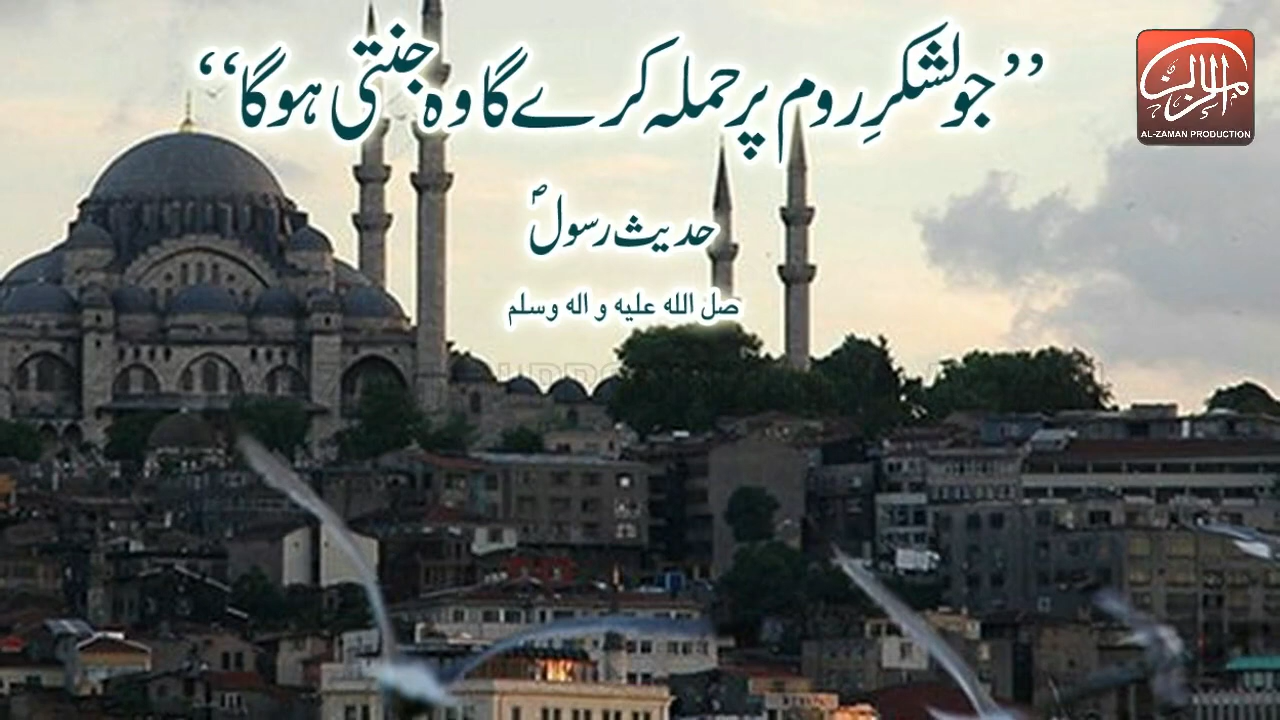 ”جو لشکرِ روم پر حملہ کرے گا وہ جنتی ہوگا“
حدیث رسولؐ
صل الله علیه و اله وسلم
AL-ZAMAN PRODUCTION